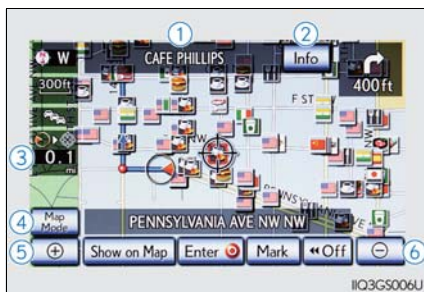 1
2
W
CAFE PHILLIPS
Info
300ft
400ft
F ST
NW
NW
3
0.1
mi
4
Map
Mode
PENNSYLVANIA AVE NW NW
5
Show on Map
Enter
Mark
Off
6
IIQ3GS006U